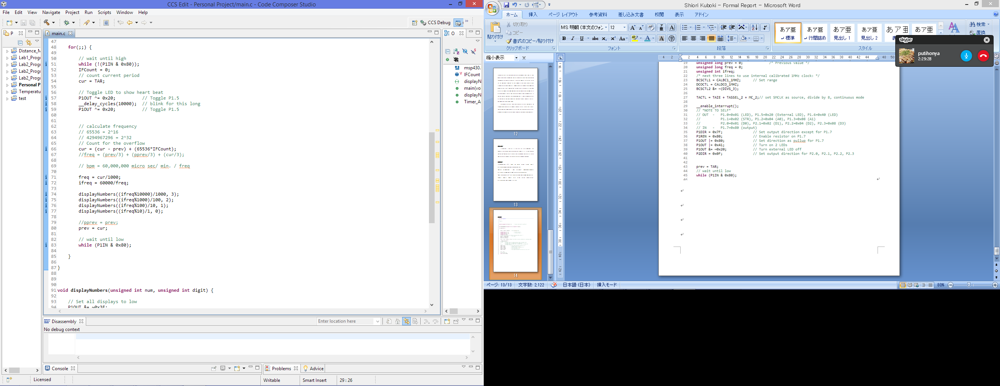 CCS Edit - Personal Project/main.c - Code Composer Studio
File Edit View Navigate Project Run Scripts Window Help
CCS Debug
P
Distance_M
Lab1_Progr
Lab2_Progr
Lab2_Progr
Lab2_Progr
Personal P
Temperatu
test
main.c
47
48 for(;;) {
49
50 // wait until high
51 while (!(P1IN & 0x80));
52 IFCount = 0;
53 // count current period
54 cur = TAR;
55
56 // Toggle LED to show heart beat
57 P1OUT ^= 0x20; // Toggle P1.5
58 __delay_cycles(10000); // blink for this long
59 P1OUT ^= 0x20; // Toggle P1.5
60
61
62 // calculate frequency
63 // 65536 = 2^16
64 // 4294967296 = 2^32
65 // Count for the overflow
66 cur = (cur - prev) + (65536*IFCount);
67 //freq = (prev/3) + (pprev/3) + (cur/3);
68
69 // bpm = 60,000,000 micro sec/ min. / freq
70
71 freq = cur/1000;
72 ifreq = 60000/freq;
73
74 displayNumbers((ifreq%10000)/1000, 3);
75 displayNumbers((ifreq%1000)/100, 2);
76 displayNumbers((ifreq%100)/10, 1);
77 displayNumbers((ifreq%10)/1, 0);
78
79 //pprev = prev;
80 prev = cur;
81
82 // wait until low
83 while (P1IN & 0x80);
84
85 }
86
87 }
88
89
90
91 void displayNumbers(unsigned int num, unsigned int digit) {
92
93 // Set all displays to low
94 P1OUT &= ~0x3F;
O
msp430.
IFCount
displayN
main(vo
displayN
Timer_A
Disassembly
Enter location here
No debug context
Console
Problems
Advice
Licensed
Writable
Smart Insert
29 : 26
Shiori Kuboki - Formal Report - Microsoft Word
ホーム 挿入 ページ レイアウト 参考資料 差し込み文書 校閲 表示 アドイン
貼り付け
切り取り
コピー
書式のコピー/貼り付け
クリップボード
MS 明朝 (本文のフォン 12
フォント
段落
あア亜 あア亜 あア亜 あア亜 あア亜 あア亜
標準 行間詰め 見出し 1 見出し 2
スタイル
検索
置換
skype
putihonya
2:29:28
縮小表示
12
13
14
19 unsigned long prev = 0; /* Previous value */
20 unsigned long freq = 0;
21 unsigned int ifreq;
22 /* next three lines to use internal calibrated 1MHz clock: */
23 BCSCTL1 = CALBC1_1MHZ; // Set range
24 DCOCTL = CALDCO_1MHZ;
25 BCSCTL2 &= ~(DIVS_3);
26
27 TACTL = TAIE + TASSEL_2 + MC_2;// set SMCLK as source, divide by 8, continuous mode
28
29 __enable_interrupt();
30 // *NOTE TO SELF*
31 // OUT - P1.0=0x01 (LED), P1.5=0x20 (External LED), P1.6=0x40 (LED)
32 // P1.1=0x02 (STR), P1.2=0x04 (A0), P1.3=0x08 (A1)
33 // P2.0=0x01 (D0), P2.1=0x02 (D1), P2.2=0x04 (D2), P2.3=0x08 (D3)
34 // IN - P1.7=0x80 (output)
35 P1DIR = 0x7F; // Set output direction except for P1.7
36 P1REN = 0x80; // Enable resistor on P1.7
37 P1OUT |= 0x80; // Set direction as pullup for P1.7
38 P1OUT |= 0x41; // Turn on 2 LEDs
39 P1OUT &= ~0x20; // Turn external LED off
40 P2DIR = 0x0F; // Set output direction for P2.0, P2.1, P2.2, P2.3
41
42
43 prev = TAR;
44 // wait until low
45 while (P1IN & 0x80);
46
ページ: 13/13 文字数: 2,122 日本語 (日本) 挿入モード
80%